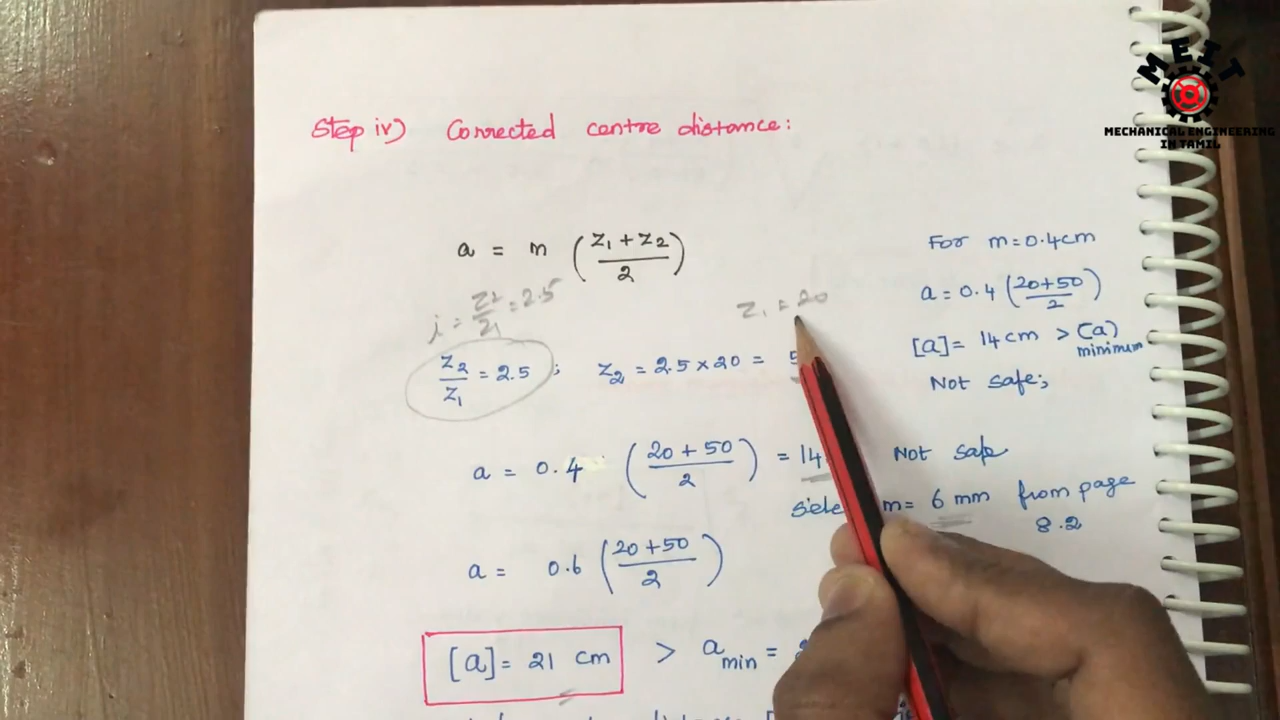 MEIT
MECHANICAL ENGINEERING
IN TAMIL
Step iv) Corrected centre distance:
a = m (Z₁ + Z₂ / 2)
i = Z₂/Z₁ = 2.5
Z₁ = 20
Z₂/Z₁ = 2.5 ; Z₂ = 2.5 × 20 =
a = 0.4 (20 + 50 / 2) = 14 Not safe
m = 6 mm from page
8.2
a = 0.6 (20 + 50 / 2)
[a] = 21 cm > a min =
For m = 0.4 cm
a = 0.4 (20+50 / 2)
[a] = 14 cm > (a)
minimum
Not safe;